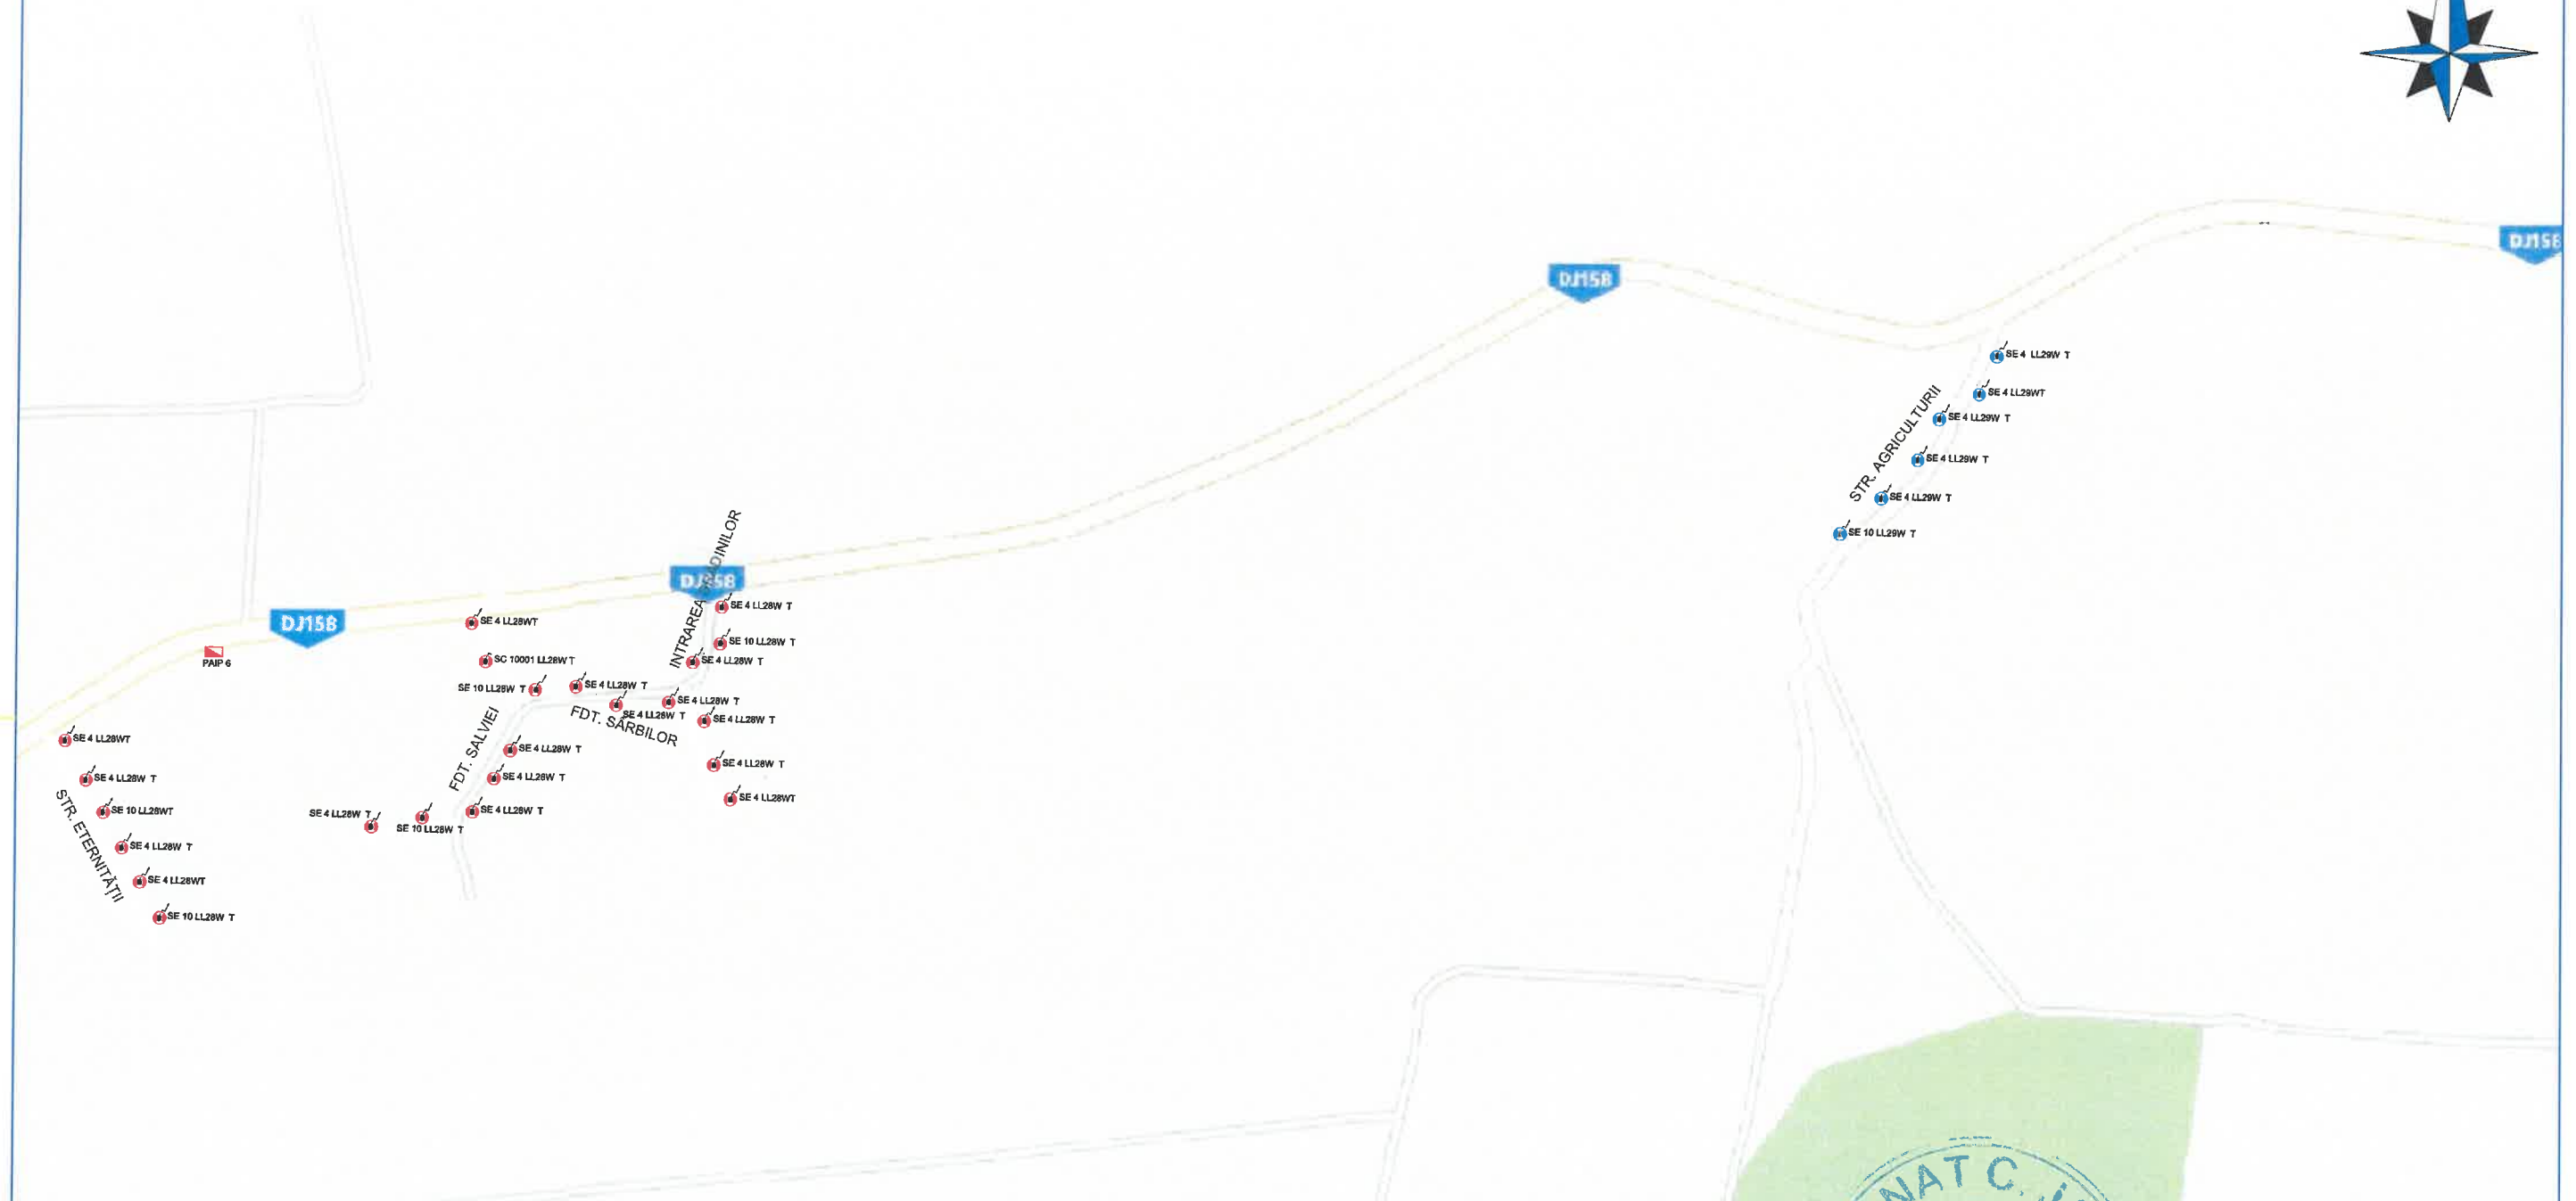 DJ158
DJ158
SE 4 LL29W T
SE 4 LL29WT
SE 4 LL29W T
STR. AGRICULTURII
SE 4 LL29W T
SE 4 LL29W T
SE 10 LL29W T
DJ158
INTRAREA GRADINILOR
SE 4 LL28W T
DJ158
SE 4 LL28WT
SE 10 LL28W T
PAIP 6
SC 10001 LL28W T
SE 4 LL28W T
SE 10 LL28W T
SE 4 LL28W T
SE 4 LL28W T
SE 4 LL28W T
SE 4 LL28W T
FDT. SÂRBILOR
FDT. SALVIEI
SE 4 LL28WT
SE 4 LL28W T
SE 4 LL28W T
SE 4 LL28W T
SE 4 LL28W T
SE 4 LL28WT
STR. ETERNITĂȚII
SE 10 LL28WT
SE 4 LL28W T
SE 10 LL28W T
SE 4 LL28W T
SE 4 LL28W T
SE 4 LL28WT
SE 10 LL28W T
NAT C.